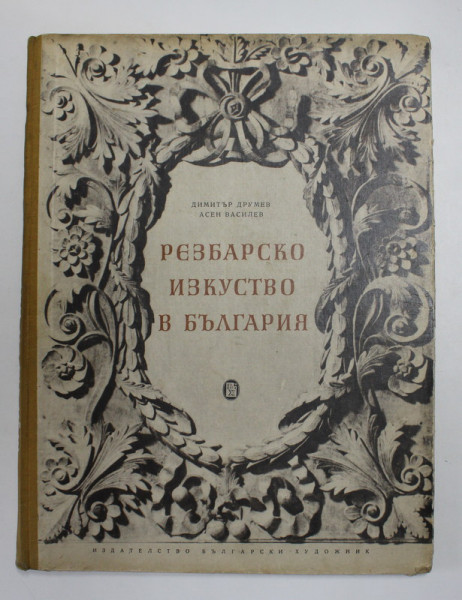 ДИМИТЪР ДРУМЕВ
АСЕН ВАСИЛЕВ
РЕЗБАРСКО
ИЗКУСТВО
В БЪЛГАРИЯ
ИЗДАТЕЛСТВО БЪЛГАРСКИ ХУДОЖНИК